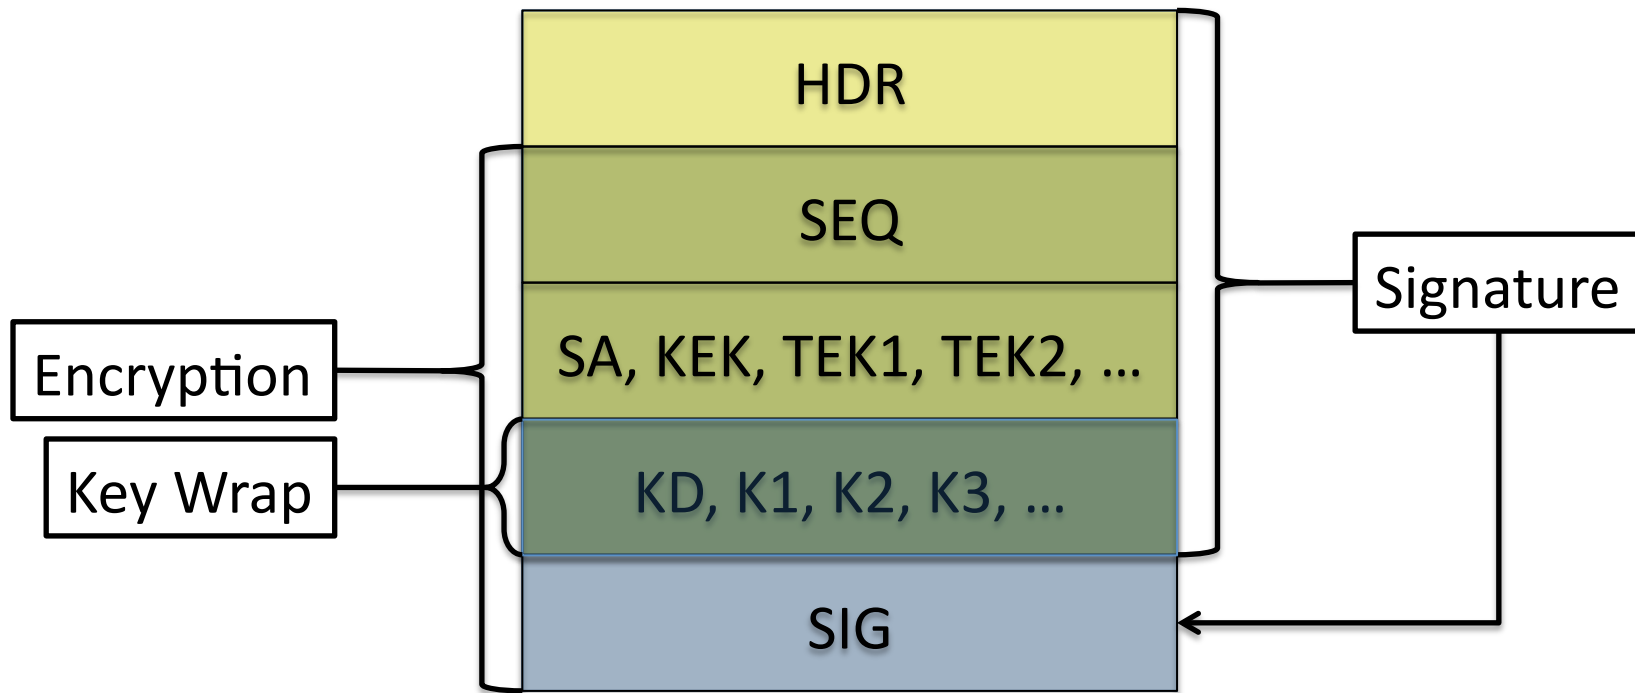 HDR
SEQ
Signature
SA, KEK, TEK1, TEK2, ...
Encryption
Key Wrap
KD, K1, K2, K3, ...
SIG